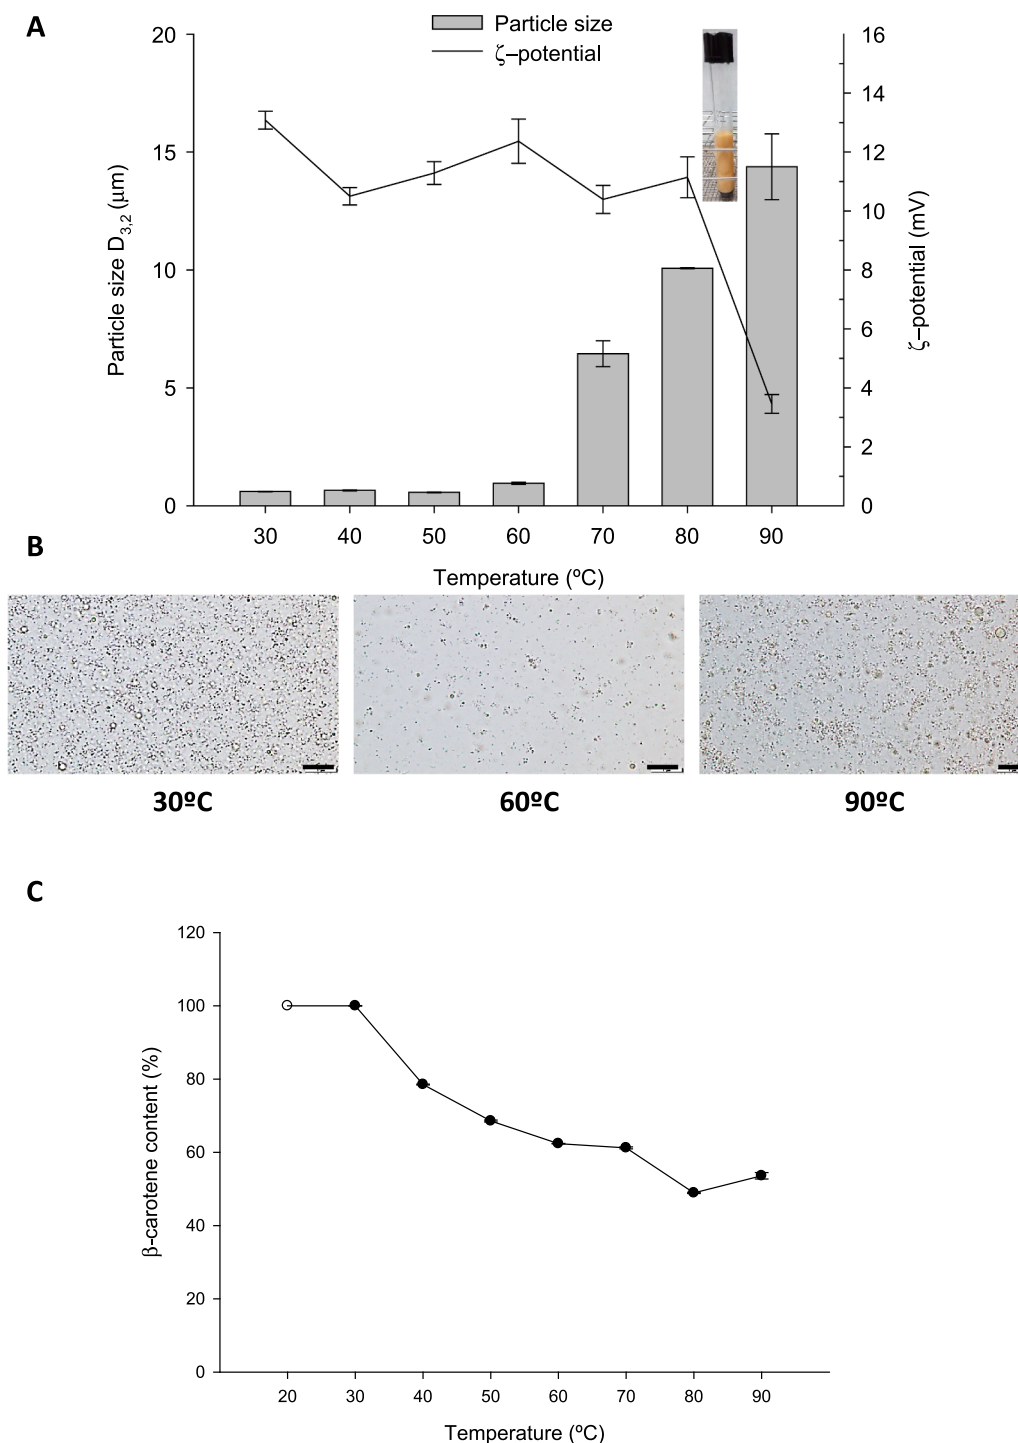 A
Particle size
ζ–potential
20
15
10
5
0
16
14
12
10
8
6
4
2
0
Particle size D3,2 (μm)
ζ–potential (mV)
30 40 50 60 70 80 90
Temperature (ºC)
B
30ºC 60ºC 90ºC
C
120
100
80
60
40
20
0
β-carotene content (%)
20 30 40 50 60 70 80 90
Temperature (ºC)